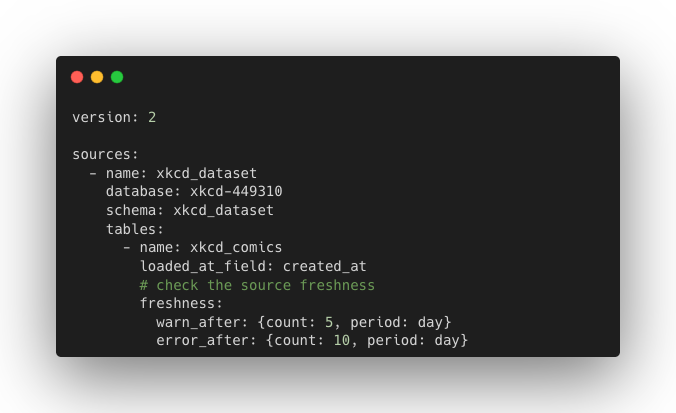 version: 2
sources:
- name: xkcd_dataset
database: xkcd-449310
schema: xkcd_dataset
tables:
- name: xkcd_comics
loaded_at_field: created_at
# check the source freshness
freshness:
warn_after: {count: 5, period: day}
error_after: {count: 10, period: day}